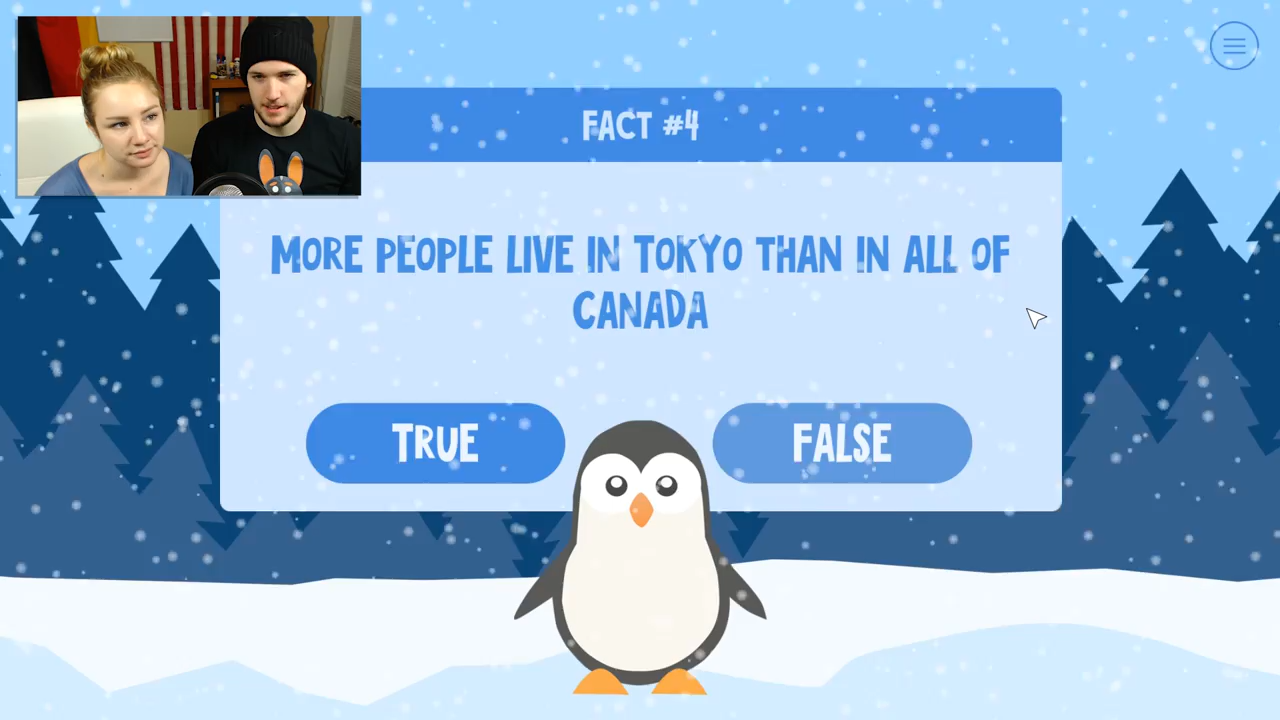 FACT #4
MORE PEOPLE LIVE IN TOKYO THAN IN ALL OF
CANADA
TRUE
FALSE